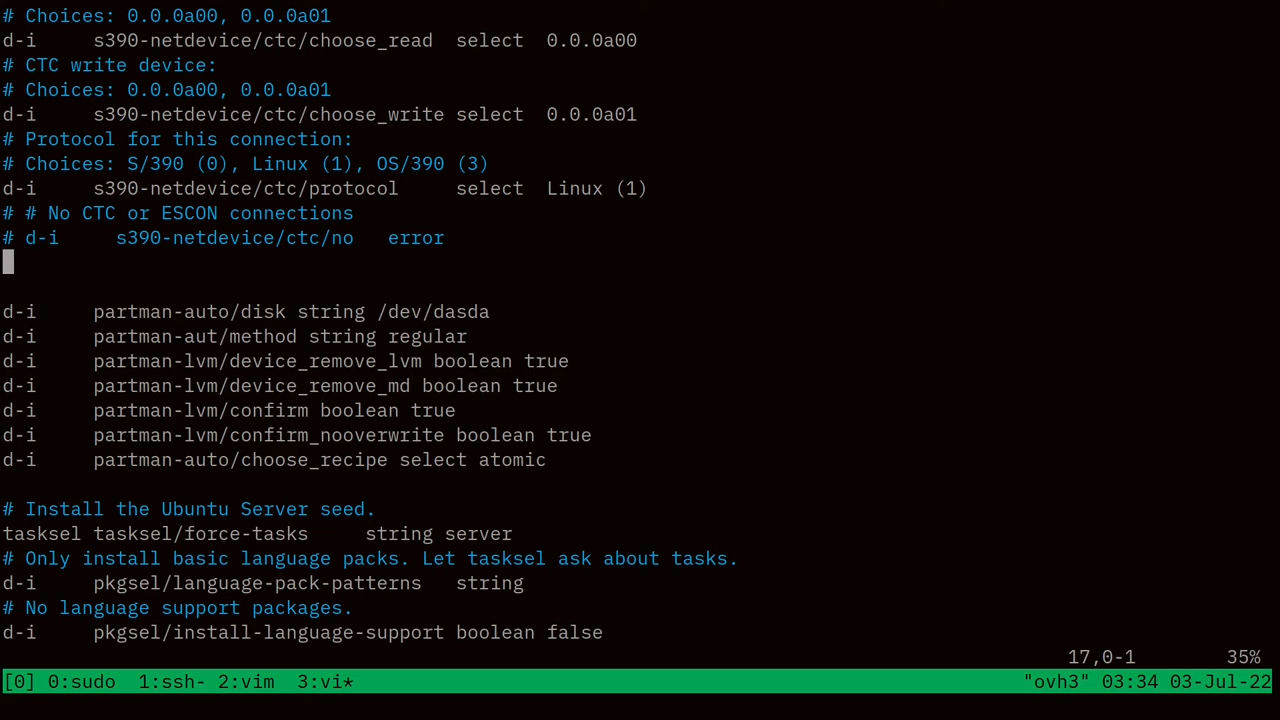 # Choices: 0.0.0a00, 0.0.0a01
d-i     s390-netdevice/ctc/choose_read  select  0.0.0a00
# CTC write device:
# Choices: 0.0.0a00, 0.0.0a01
d-i     s390-netdevice/ctc/choose_write select  0.0.0a01
# Protocol for this connection:
# Choices: S/390 (0), Linux (1), OS/390 (3)
d-i     s390-netdevice/ctc/protocol     select  Linux (1)
# # No CTC or ESCON connections
# d-i     s390-netdevice/ctc/no   error
d-i     partman-auto/disk string /dev/dasda
d-i     partman-aut/method string regular
d-i     partman-lvm/device_remove_lvm boolean true
d-i     partman-lvm/device_remove_md boolean true
d-i     partman-lvm/confirm boolean true
d-i     partman-lvm/confirm_nooverwrite boolean true
d-i     partman-auto/choose_recipe select atomic
# Install the Ubuntu Server seed.
tasksel tasksel/force-tasks     string server
# Only install basic language packs. Let tasksel ask about tasks.
d-i     pkgsel/language-pack-patterns   string
# No language support packages.
d-i     pkgsel/install-language-support boolean false
17,0-1        35%
[0] 0:sudo  1:ssh- 2:vim  3:vi*    "ovh3" 03:34 03-Jul-22